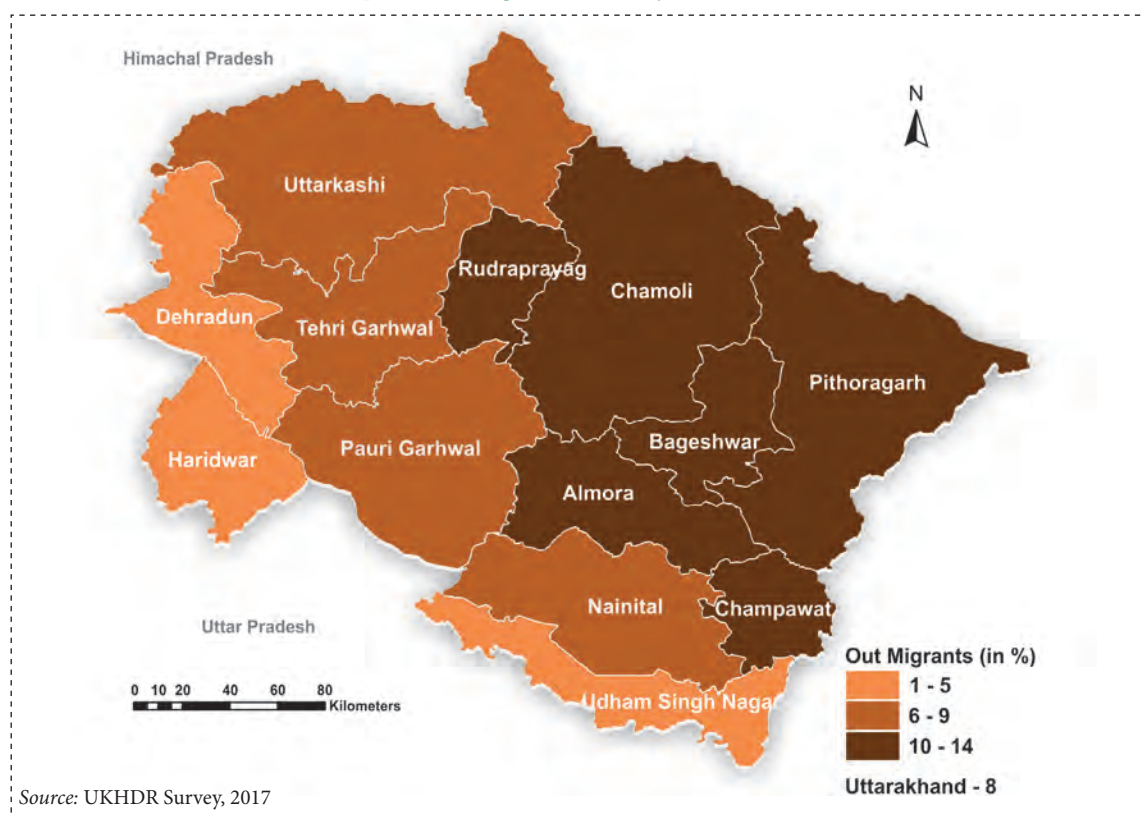 Himachal Pradesh
N
Uttarkashi
Rudraprayag
Chamoli
Dehradun
Tehri Garhwal
Pithoragarh
Pauri Garhwal
Bageshwar
Haridwar
Almora
Nainital
Champawat
Uttar Pradesh
Udham Singh Nagar
Out Migrants (in %)
1 - 5
6 - 9
10 - 14
Uttarakhand - 8
0 10 20 40 60 80
Kilometers
Source: UKHDR Survey, 2017